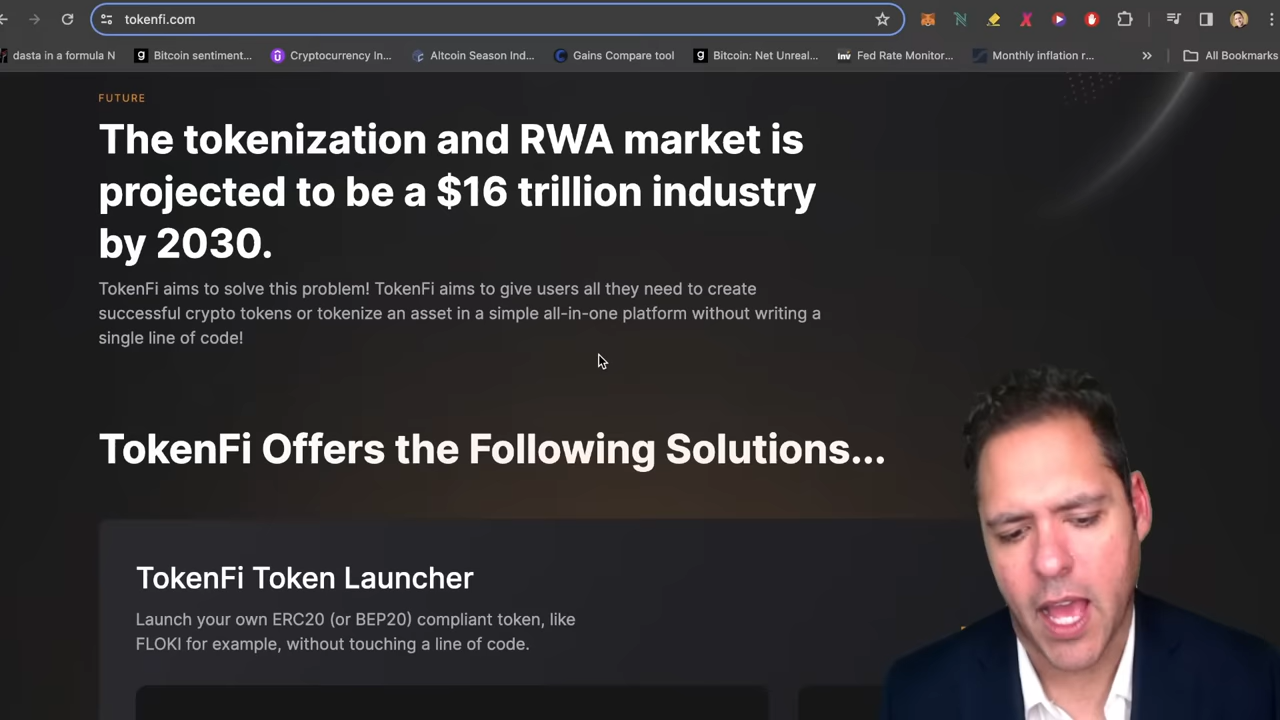 tokenfi.com
dasta in a formula N
Bitcoin sentiment...
Cryptocurrency In...
Altcoin Season Ind...
Gains Compare tool
Bitcoin: Net Unreal...
Inv
Fed Rate Monitor...
Monthly inflation r...
»
All Bookmarks
FUTURE
The tokenization and RWA market is
projected to be a $16 trillion industry
by 2030.
TokenFi aims to solve this problem! TokenFi aims to give users all they need to create
successful crypto tokens or tokenize an asset in a simple all-in-one platform without writing a
single line of code!
TokenFi Offers the Following Solutions...
TokenFi Token Launcher
Launch your own ERC20 (or BEP20) compliant token, like
FLOKI for example, without touching a line of code.